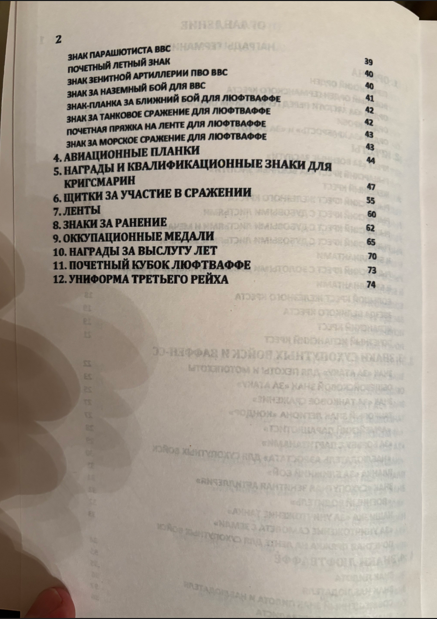 2
ЗНАК ПАРАШЮТИСТА ВВС 39
ПОЧЕТНЫЙ ЛЕТНЫЙ ЗНАК 40
ЗНАК ЗЕНИТНОЙ АРТИЛЛЕРИИ ПВО ВВС 40
ЗНАК ЗА НАЗЕМНЫЙ БОЙ ДЛЯ ВВС 41
ЗНАК-ПЛАНКА ЗА БЛИЖНИЙ БОЙ ДЛЯ ЛЮФТВАФФЕ 42
ЗНАК ЗА ТАНКОВОЕ СРАЖЕНИЕ ДЛЯ ЛЮФТВАФФЕ 42
ПОЧЕТНАЯ ПРЯЖКА НА ЛЕНТЕ ДЛЯ ЛЮФТВАФФЕ 43
ЗНАК ЗА МОРСКОЕ СРАЖЕНИЕ ДЛЯ ЛЮФТВАФФЕ 43
4. АВИАЦИОННЫЕ ПЛАНКИ 44
5. НАГРАДЫ И КВАЛИФИКАЦИОННЫЕ ЗНАКИ ДЛЯ
КРИГСМАРИН 47
6. ЩИТКИ ЗА УЧАСТИЕ В СРАЖЕНИИ 55
7. ЛЕНТЫ 60
8. ЗНАКИ ЗА РАНЕНИЕ 62
9. ОККУПАЦИОННЫЕ МЕДАЛИ 65
10. НАГРАДЫ ЗА ВЫСЛУГУ ЛЕТ 70
11. ПОЧЕТНЫЙ КУБОК ЛЮФТВАФФЕ 73
12. УНИФОРМА ТРЕТЬЕГО РЕЙХА 74